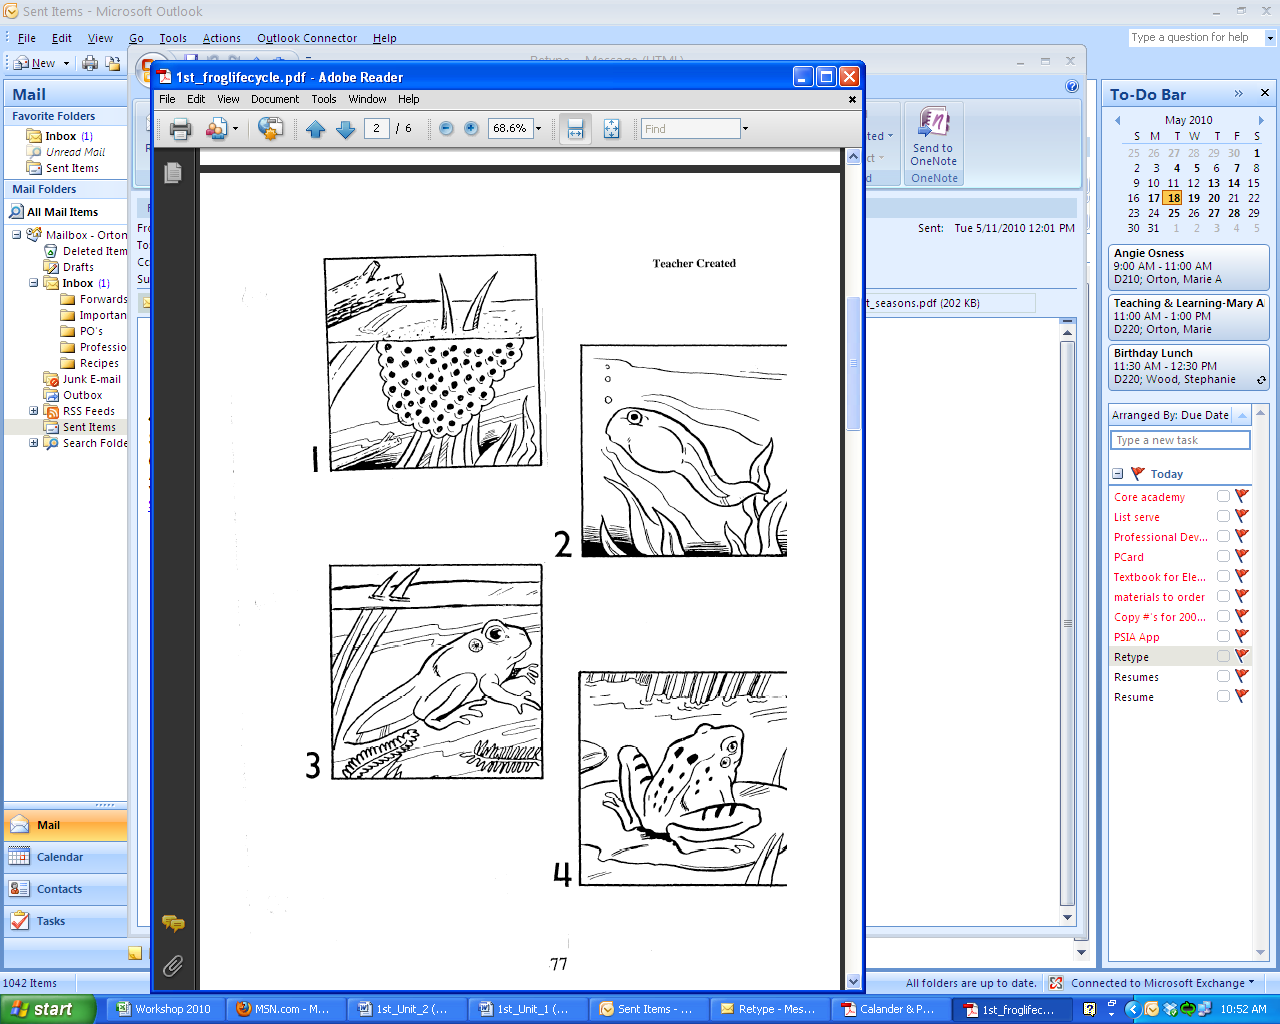 Sent Items - Microsoft Outlook
File Edit View Go Tools Actions Outlook Connector Help
Type a question for help
New
1st_froglifecycle.pdf - Adobe Reader
File Edit View Document Tools Window Help
2 / 6 68.6% Find
Mail
Favorite Folders
Inbox (1)
Unread Mail
Sent Items
Mail Folders
All Mail Items
Mailbox - Orton
Deleted Item
Drafts
Inbox (1)
Forwards
Importan
PO's
Professio
Recipes
Junk E-mail
Outbox
RSS Feeds
Sent Items
Search Folde
Mail
Calendar
Contacts
Tasks
Teacher Created
1
2
3
4
77
Send to
OneNote
OneNote
Sent: Tue 5/11/2010 12:01 PM
t_seasons.pdf (202 KB)
To-Do Bar
May 2010
S M T W T F S
25 26 27 28 29 30 1
2 3 4 5 6 7 8
9 10 11 12 13 14 15
16 17 18 19 20 21 22
23 24 25 26 27 28 29
30 31 1 2 3 4 5
Angie Osness
9:00 AM - 11:00 AM
D210; Orton, Marie A
Teaching & Learning-Mary A
11:00 AM - 1:00 PM
D220; Orton, Marie
Birthday Lunch
11:30 AM - 12:30 PM
D220; Wood, Stephanie
Arranged By: Due Date
Type a new task
Today
Core academy
List serve
Professional Dev...
PCard
Textbook for Ele...
materials to order
Copy #'s for 200...
PSIA App
Retype
Resumes
Resume
1042 Items
All folders are up to date. Connected to Microsoft Exchange
start Workshop 2010 MSN.com - M... 1st_Unit_2 (... 1st_Unit_1 (... Sent Items - ... Retype - Mes... Calander & P... 1st_froglifec... 10:52 AM